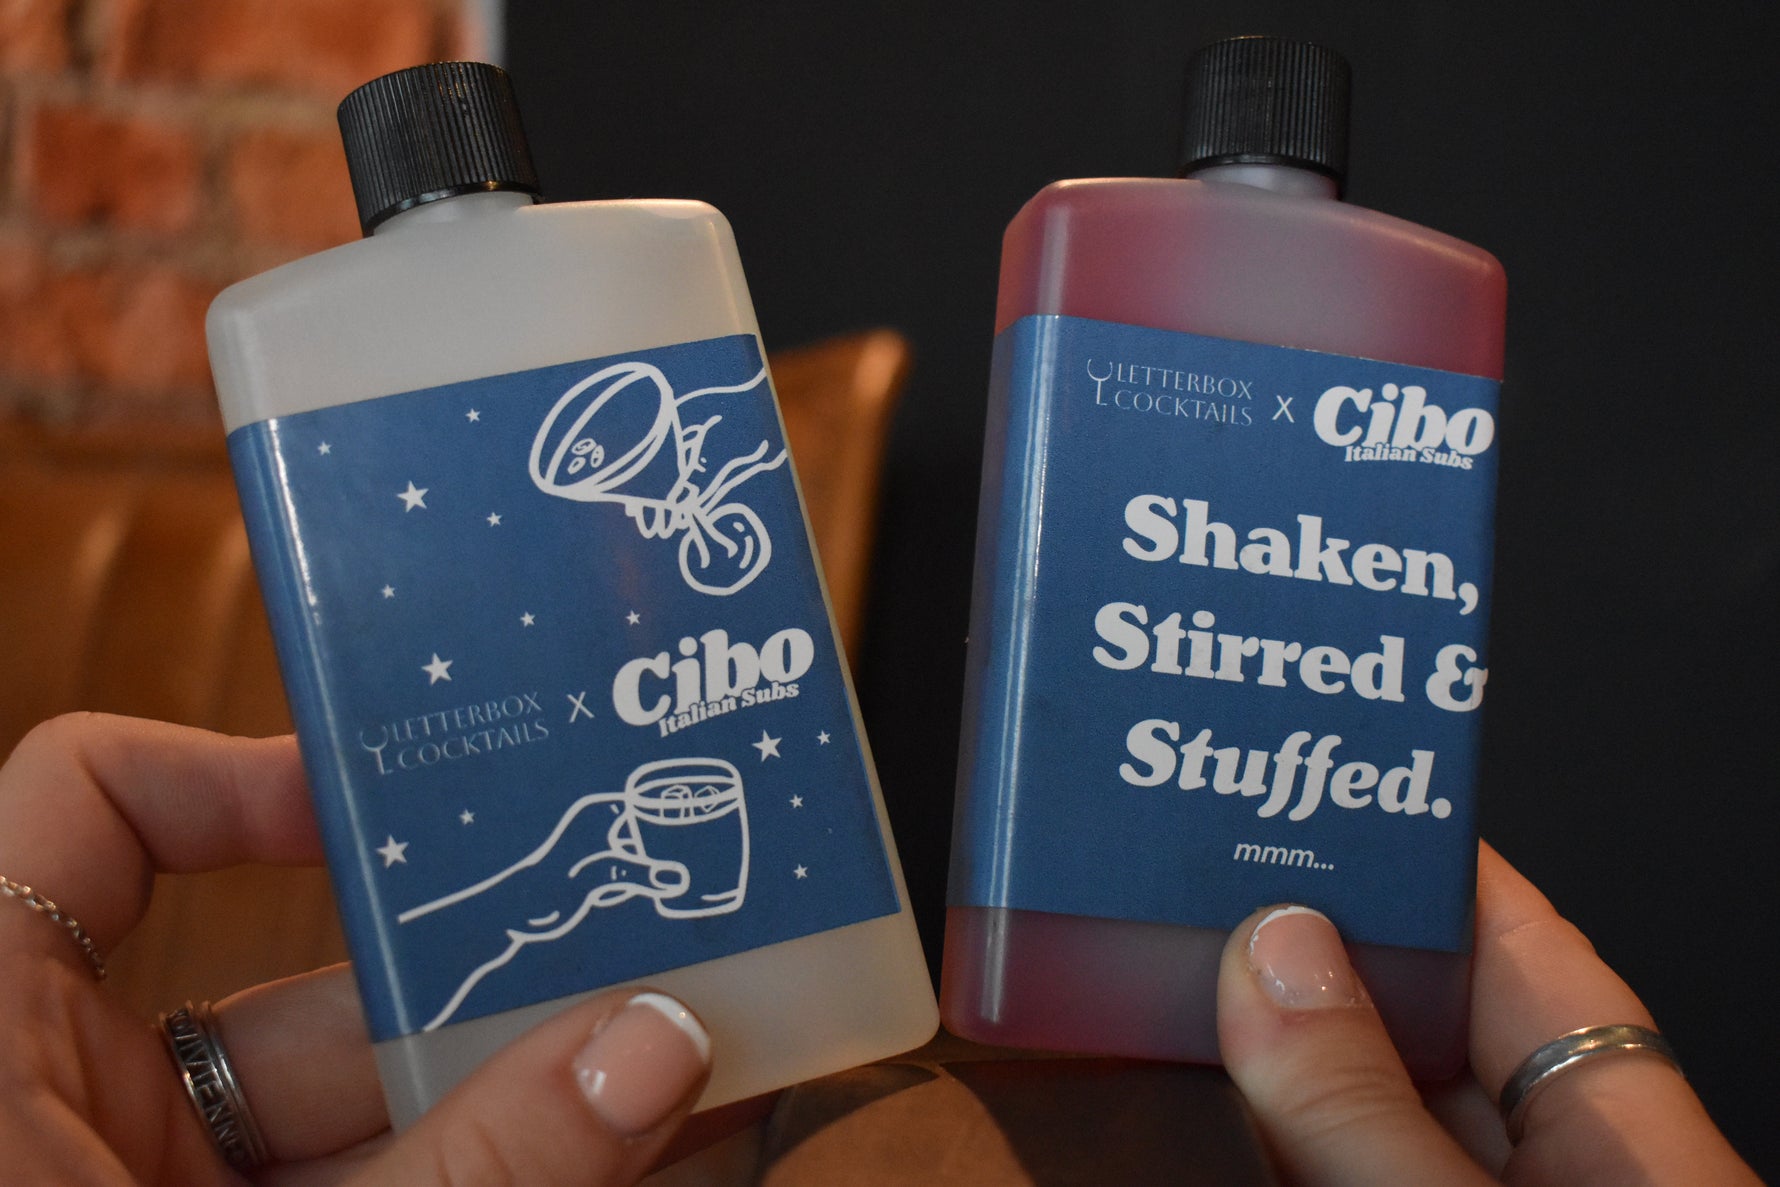 LETTERBOX
COCKTAILS
X
Cibo
Italian Subs
LETTERBOX
COCKTAILS
X
Cibo
Italian Subs
Shaken,
Stirred &
Stuffed.
mmm...